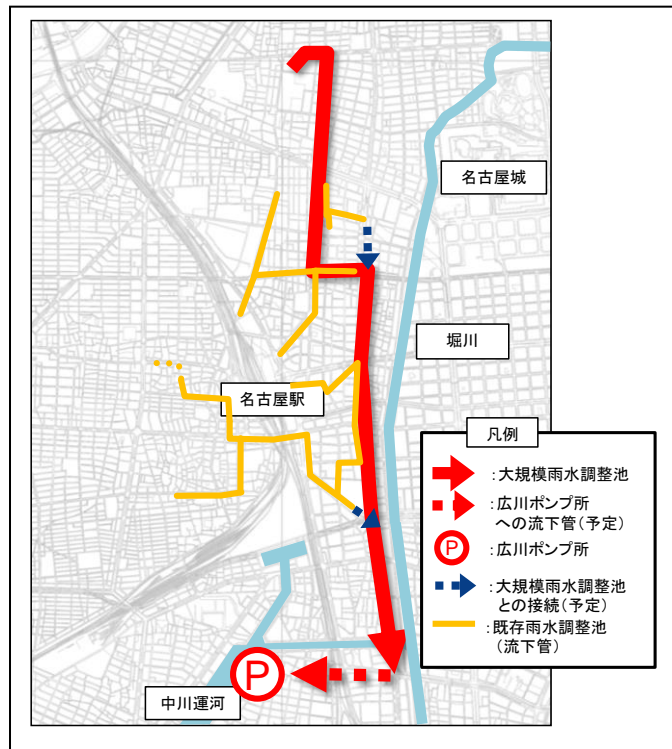 名古屋城
堀川
名古屋駅
凡例
:大規模雨水調整池
:広川ポンプ所
への流下管(予定)
P :広川ポンプ所
:大規模雨水調整池
との接続(予定)
:既存雨水調整池
(流下管)
P
中川運河